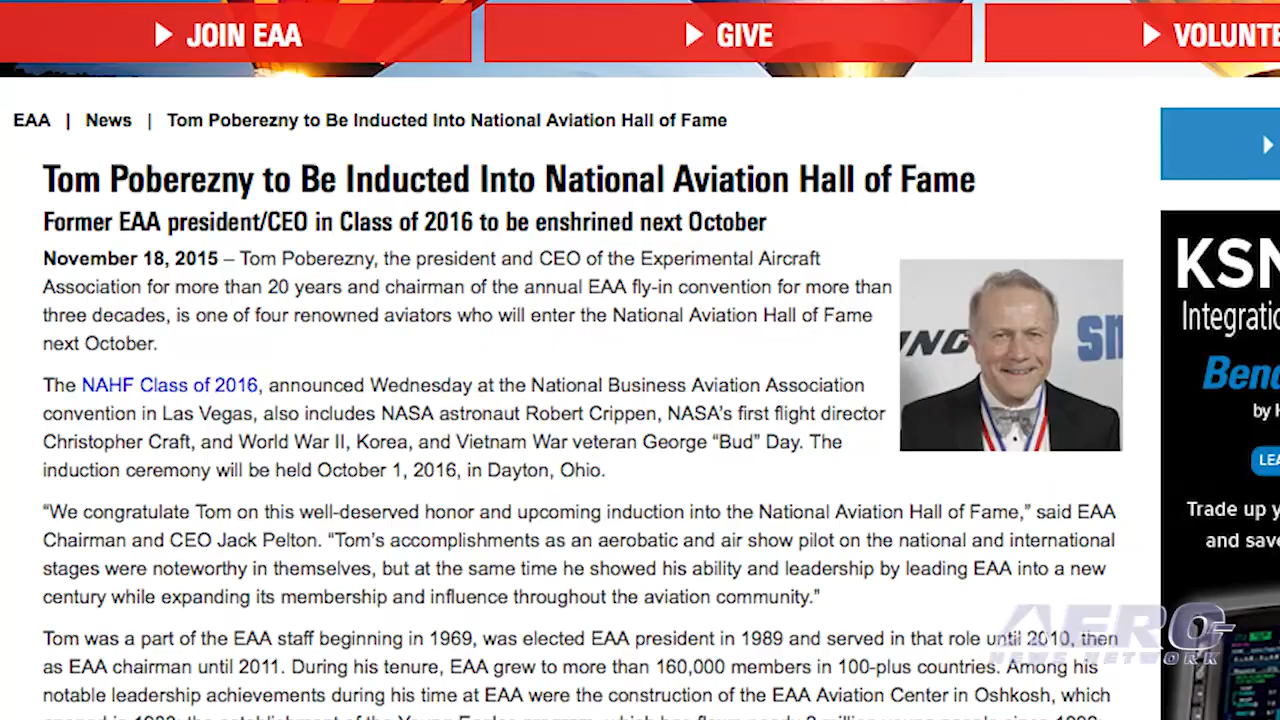 JOIN EAA
GIVE
EAA | News | Tom Poberezny to Be Inducted Into National Aviation Hall of Fame
Tom Poberezny to Be Inducted Into National Aviation Hall of Fame
Former EAA president/CEO in Class of 2016 to be enshrined next October
November 18, 2015 – Tom Poberezny, the president and CEO of the Experimental Aircraft
Association for more than 20 years and chairman of the annual EAA fly-in convention for more than
three decades, is one of four renowned aviators who will enter the National Aviation Hall of Fame
next October.
The NAHF Class of 2016, announced Wednesday at the National Business Aviation Association
convention in Las Vegas, also includes NASA astronaut Robert Crippen, NASA's first flight director
Christopher Craft, and World War II, Korea, and Vietnam War veteran George “Bud” Day. The
induction ceremony will be held October 1, 2016, in Dayton, Ohio.
“We congratulate Tom on this well-deserved honor and upcoming induction into the National Aviation Hall of Fame,” said EAA
Chairman and CEO Jack Pelton. “Tom's accomplishments as an aerobatic and air show pilot on the national and international
stages were noteworthy in themselves, but at the same time he showed his ability and leadership by leading EAA into a new
century while expanding its membership and influence throughout the aviation community.”
Tom was a part of the EAA staff beginning in 1969, was elected EAA president in 1989 and served in that role until 2010, then
as EAA chairman until 2011. During his tenure, EAA grew to more than 160,000 members in 100-plus countries. Among his
notable leadership achievements during his time at EAA were the construction of the EAA Aviation Center in Oshkosh, which
KSN
by
Trade up
and save
AERO
NEWS NETWORK